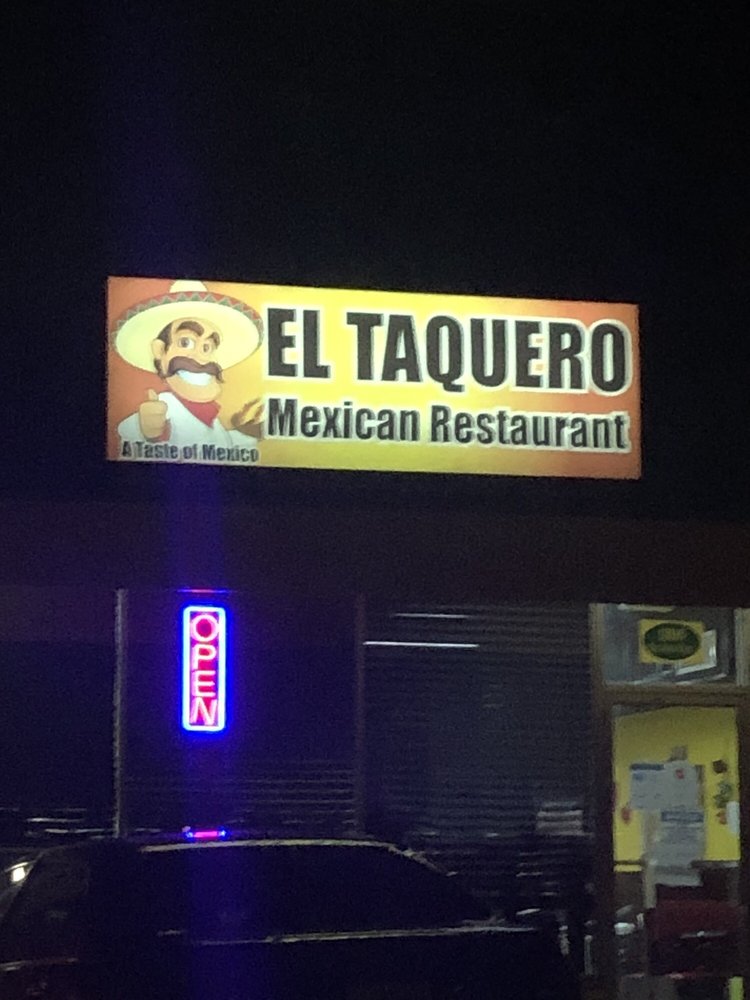 EL TAQUERO
Mexican Restaurant
A Taste of Mexico
OPEN